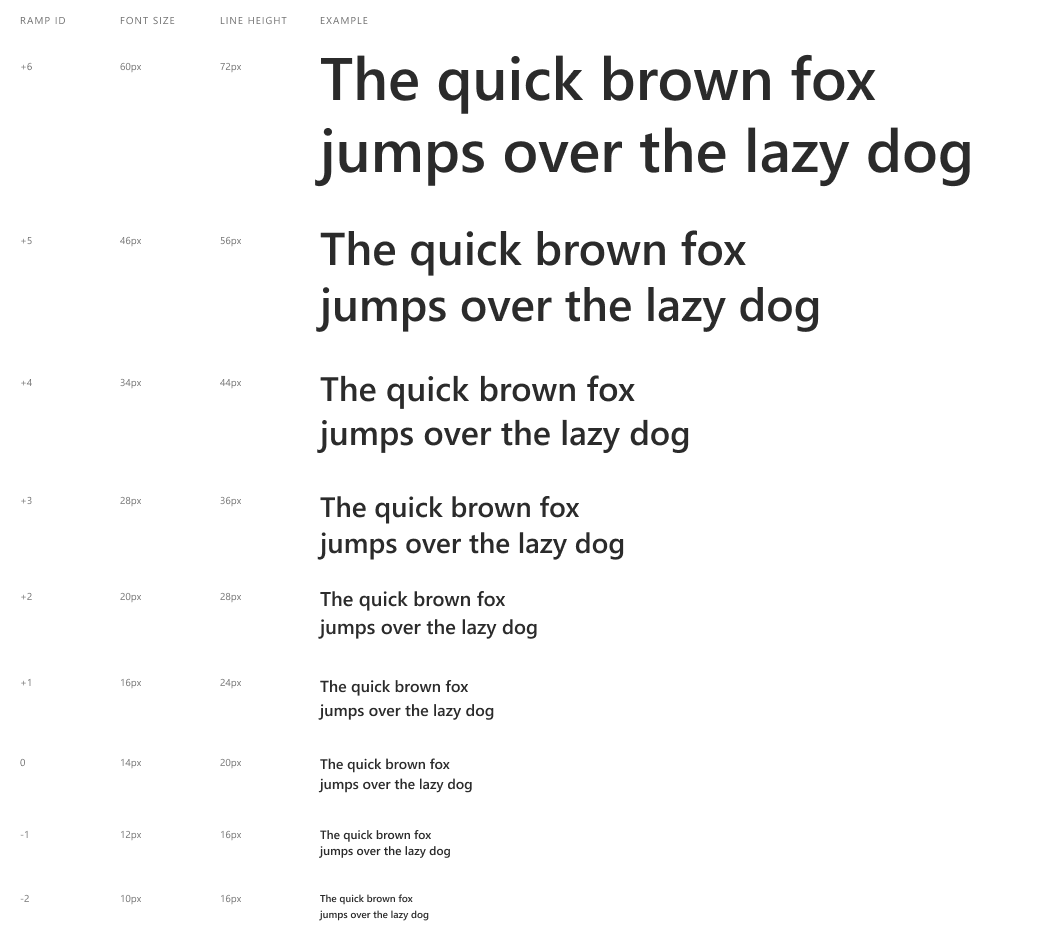 RAMP ID FONT SIZE LINE HEIGHT EXAMPLE
+6 60px 72px The quick brown fox
jumps over the lazy dog
+5 46px 56px The quick brown fox
jumps over the lazy dog
+4 34px 44px The quick brown fox
jumps over the lazy dog
+3 28px 36px The quick brown fox
jumps over the lazy dog
+2 20px 28px The quick brown fox
jumps over the lazy dog
+1 16px 24px The quick brown fox
jumps over the lazy dog
0 14px 20px The quick brown fox
jumps over the lazy dog
-1 12px 16px The quick brown fox
jumps over the lazy dog
-2 10px 16px The quick brown fox
jumps over the lazy dog